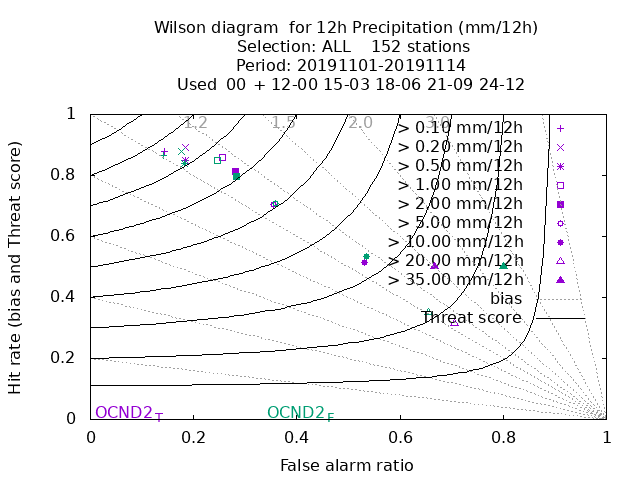 Wilson diagram  for 12h Precipitation (mm/12h)
Selection: ALL    152 stations
Period: 20191101-20191114
Used  00 + 12-00 15-03 18-06 21-09 24-12
Hit rate (bias and Threat score)
1
0.8
0.6
0.4
0.2
0
1.2
1.5
2.0
3.0
> 0.10 mm/12h
> 0.20 mm/12h
> 0.50 mm/12h
> 1.00 mm/12h
> 2.00 mm/12h
> 5.00 mm/12h
> 10.00 mm/12h
> 20.00 mm/12h
> 35.00 mm/12h
bias
Threat score
OCND2_T
OCND2_F
0 0.2 0.4 0.6 0.8 1
False alarm ratio